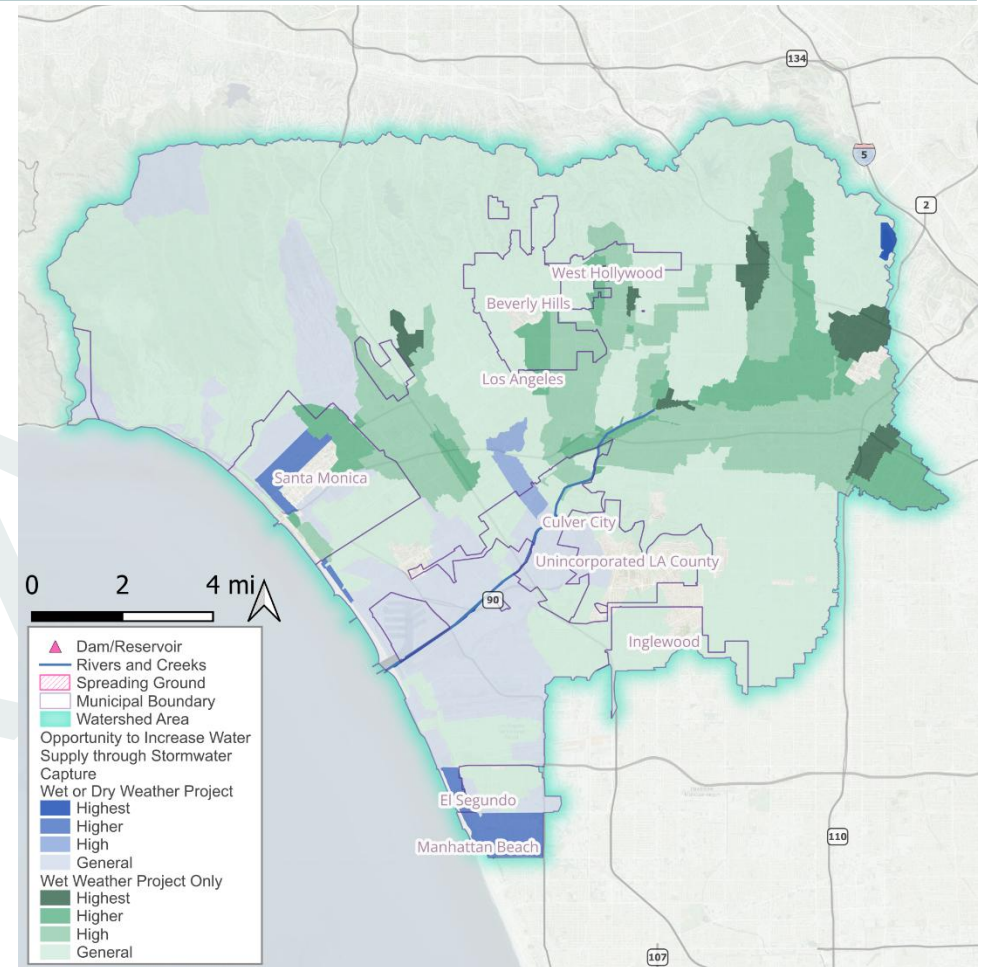 134
5
2
West Hollywood
Beverly Hills
Los Angeles
Santa Monica
Culver City
Unincorporated LA County
90
Inglewood
El Segundo
Manhattan Beach
110
107
0 2 4 mi
Dam/Reservoir
Rivers and Creeks
Spreading Ground
Municipal Boundary
Watershed Area
Opportunity to Increase Water
Supply through Stormwater
Capture
Wet or Dry Weather Project
Highest
Higher
High
General
Wet Weather Project Only
Highest
Higher
High
General